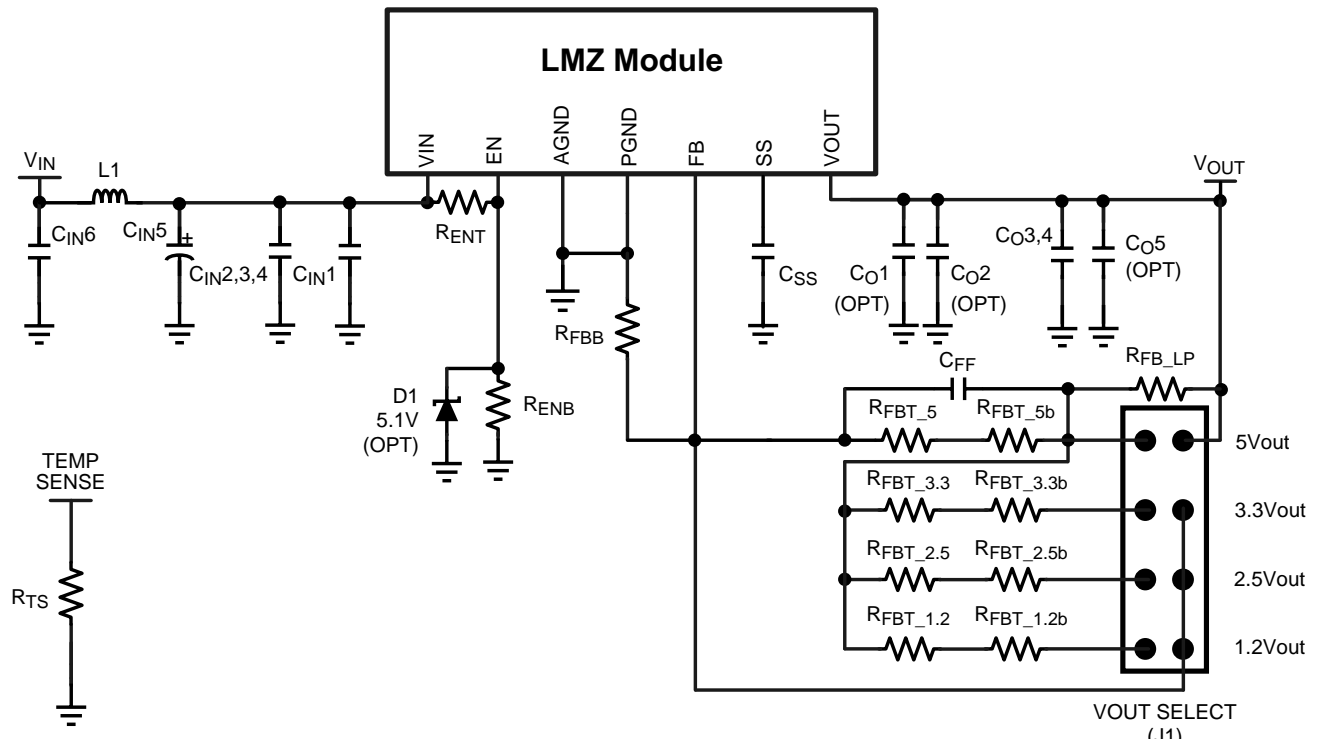 LMZ Module
VIN
EN
AGND
PGND
FB
SS
VOUT
VIN
L1
CIN6
CIN5
+
CIN2,3,4
CIN1
RENT
RFBB
CSS
CO1
(OPT)
CO2
(OPT)
CO3,4
CO5
(OPT)
VOUT
D1
5.1V
(OPT)
RENB
CFF
RFB_LP
RFBT_5
RFBT_5b
5Vout
RFBT_3.3
RFBT_3.3b
3.3Vout
RFBT_2.5
RFBT_2.5b
2.5Vout
RFBT_1.2
RFBT_1.2b
1.2Vout
TEMP
SENSE
RTS
VOUT SELECT
(J1)